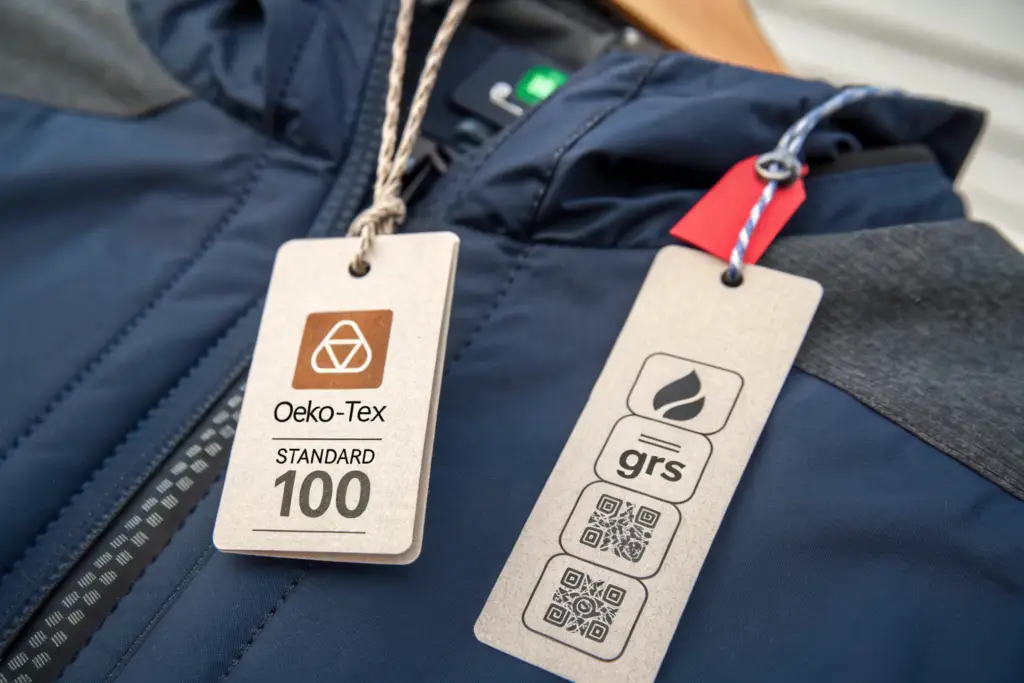 Oeko-Tex
STANDARD
100
grs